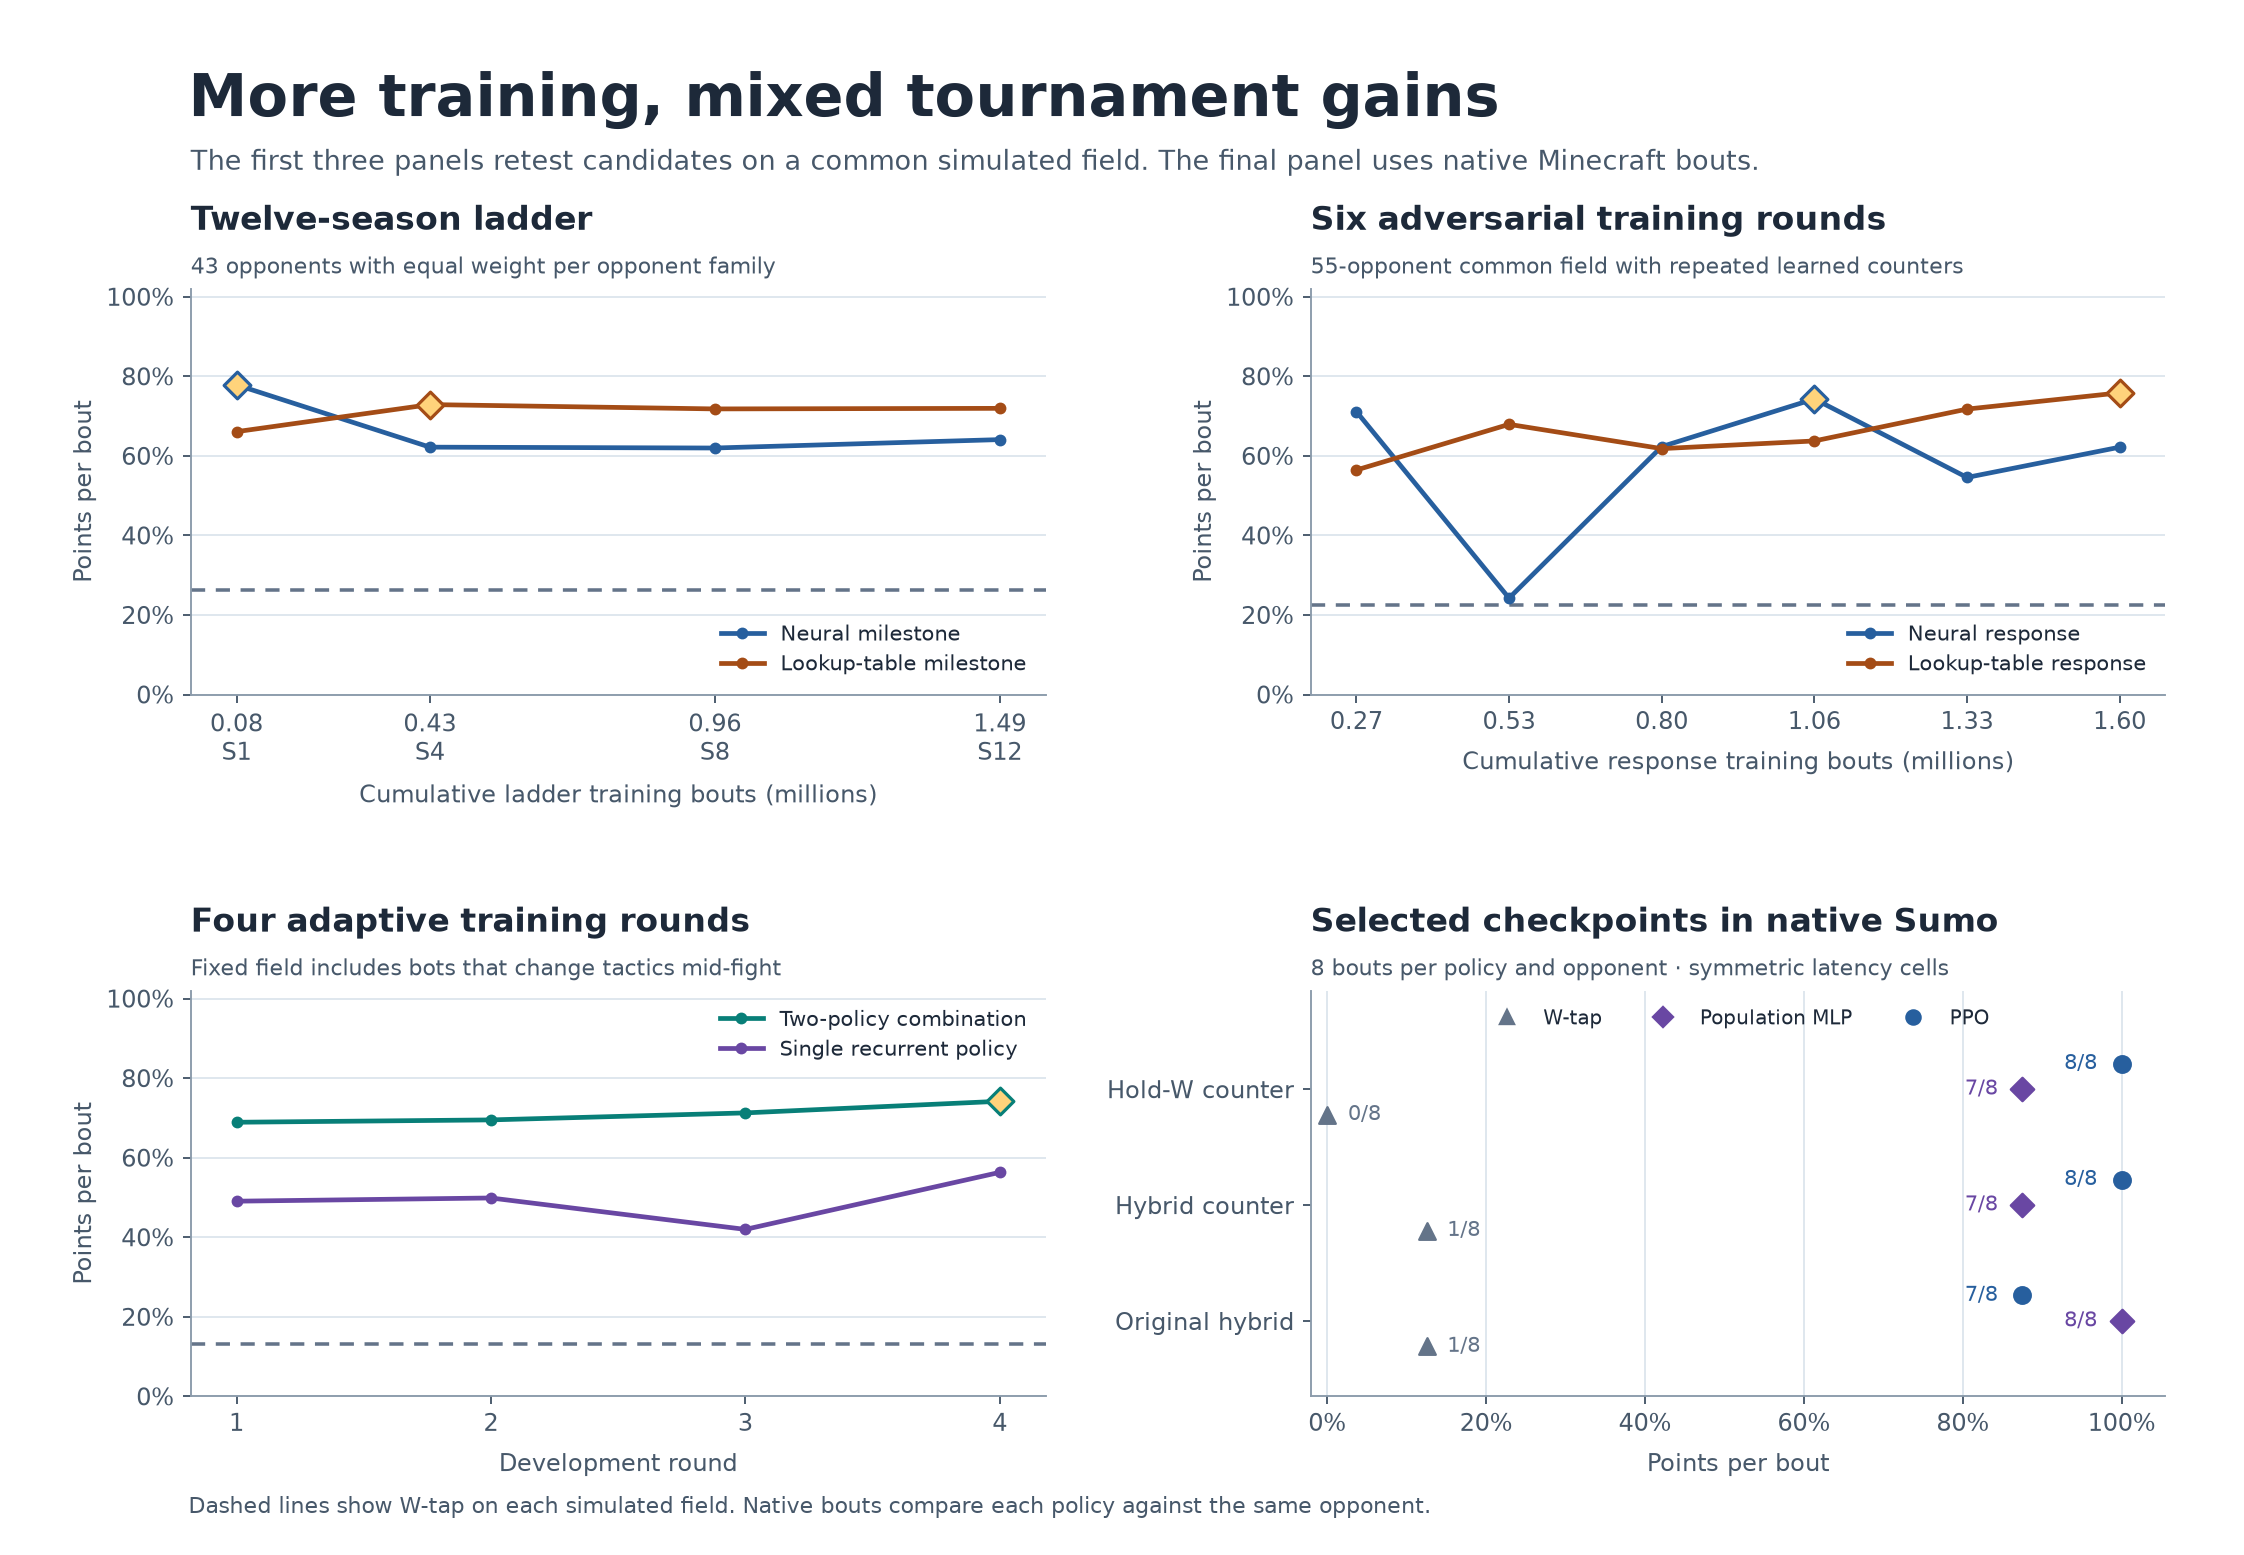 More training, mixed tournament gains
The first three panels retest candidates on a common simulated field. The final panel uses native Minecraft bouts.
Twelve-season ladder
43 opponents with equal weight per opponent family
100%
80%
60%
40%
20%
0%
Points per bout
Neural milestone
Lookup-table milestone
0.08 0.43 0.96 1.49
S1 S4 S8 S12
Cumulative ladder training bouts (millions)
Six adversarial training rounds
55-opponent common field with repeated learned counters
100%
80%
60%
40%
20%
0%
Points per bout
Neural response
Lookup-table response
0.27 0.53 0.80 1.06 1.33 1.60
Cumulative response training bouts (millions)
Four adaptive training rounds
Fixed field includes bots that change tactics mid-fight
100%
80%
60%
40%
20%
0%
Points per bout
Two-policy combination
Single recurrent policy
1 2 3 4
Development round
Selected checkpoints in native Sumo
8 bouts per policy and opponent · symmetric latency cells
W-tap Population MLP PPO
8/8
Hold-W counter 7/8
0/8
8/8
Hybrid counter 7/8
1/8
7/8
Original hybrid 8/8
1/8
0% 20% 40% 60% 80% 100%
Points per bout
Dashed lines show W-tap on each simulated field. Native bouts compare each policy against the same opponent.